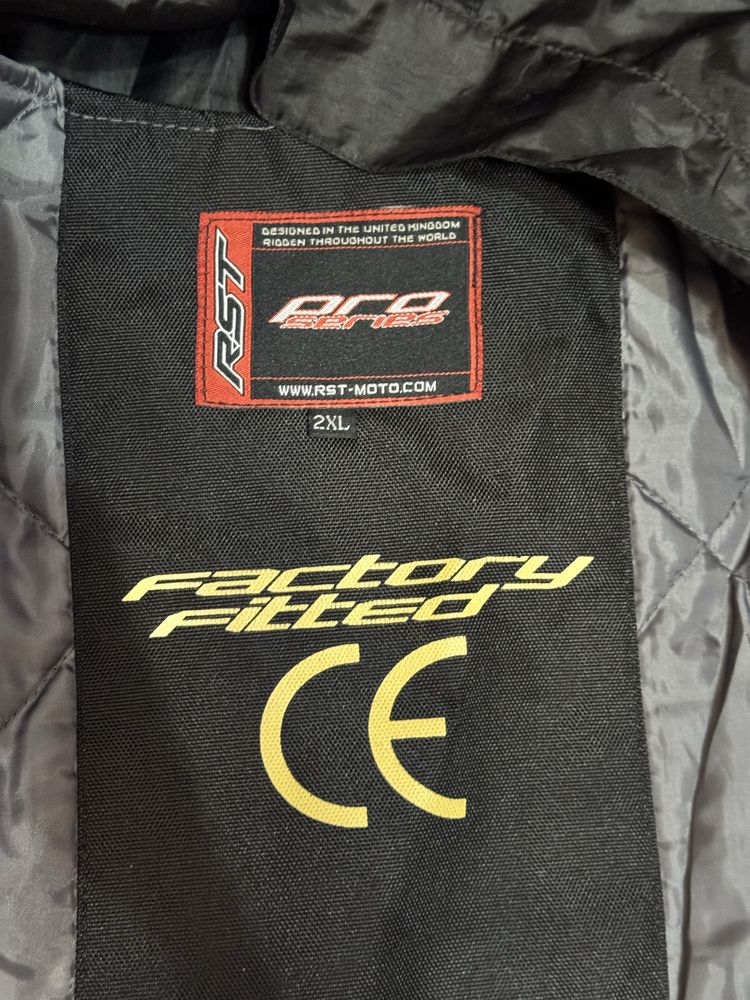 RST
DESIGNED IN THE UNITED KINGDOM
RIDDEN THROUGHOUT THE WORLD
pro
series
WWW.RST-MOTO.COM
2XL
Factory
Fitted
CE